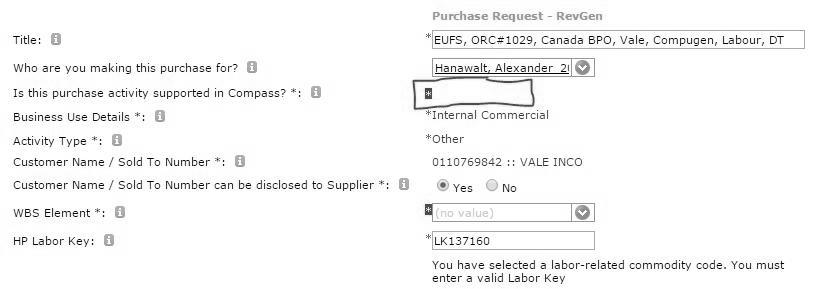 Purchase Request - RevGen
Title: *EUFS, ORC#1029, Canada BPO, Vale, Compugen, Labour, DT
Who are you making this purchase for? Hanawalt, Alexander
Is this purchase activity supported in Compass? *: *
Business Use Details *: *Internal Commercial
Activity Type *: *Other
Customer Name / Sold To Number *: 0110769842 :: VALE INCO
Customer Name / Sold To Number can be disclosed to Supplier *: Yes No
WBS Element *: *(no value)
HP Labor Key: *LK137160
You have selected a labor-related commodity code. You must
enter a valid Labor Key